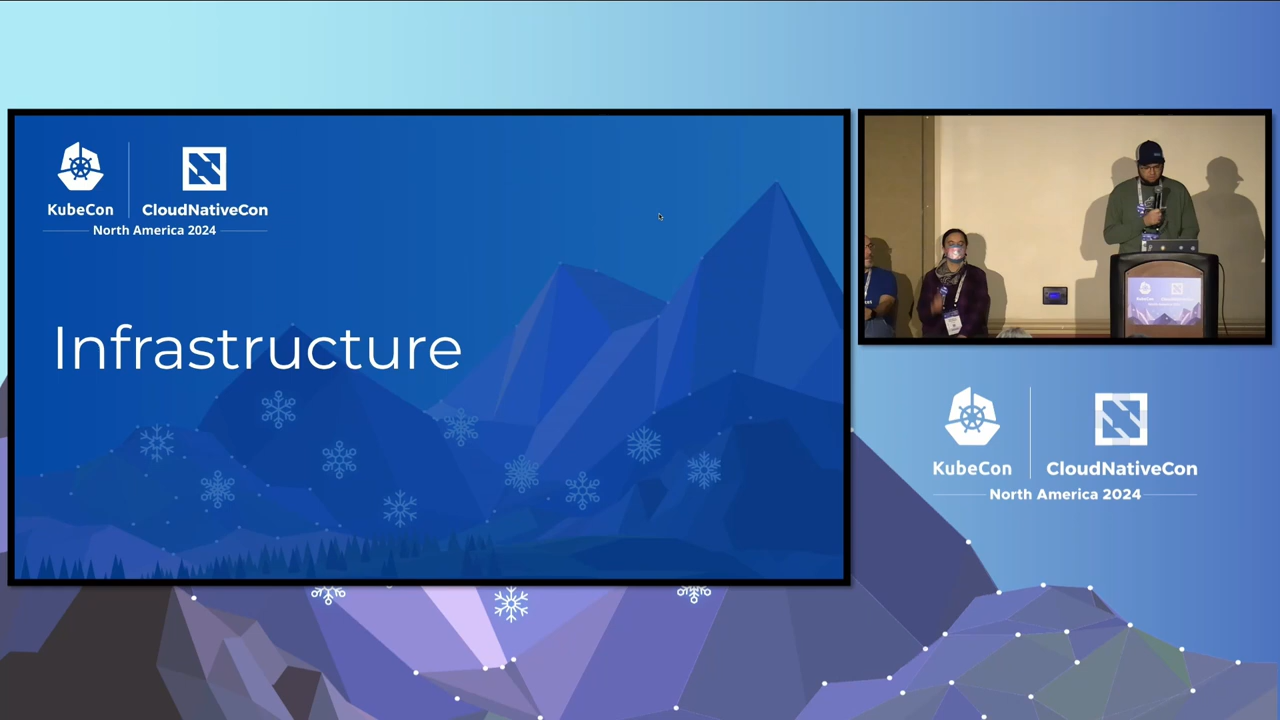 KubeCon
CloudNativeCon
North America 2024
Infrastructure
KubeCon
CloudNativeCon
North America 2024